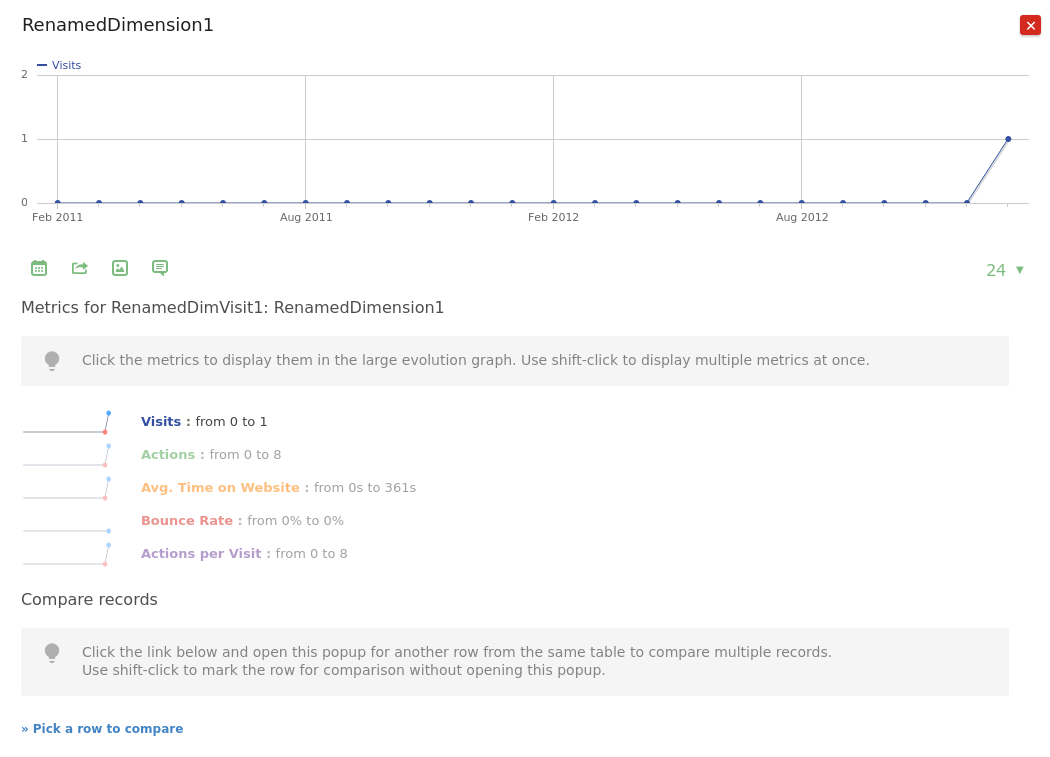 RenamedDimension1
Visits
2
1
0
Feb 2011 Aug 2011 Feb 2012 Aug 2012
24 ▼
Metrics for RenamedDimVisit1: RenamedDimension1
Click the metrics to display them in the large evolution graph. Use shift-click to display multiple metrics at once.
Visits : from 0 to 1
Actions : from 0 to 8
Avg. Time on Website : from 0s to 361s
Bounce Rate : from 0% to 0%
Actions per Visit : from 0 to 8
Compare records
Click the link below and open this popup for another row from the same table to compare multiple records.
Use shift-click to mark the row for comparison without opening this popup.
» Pick a row to compare